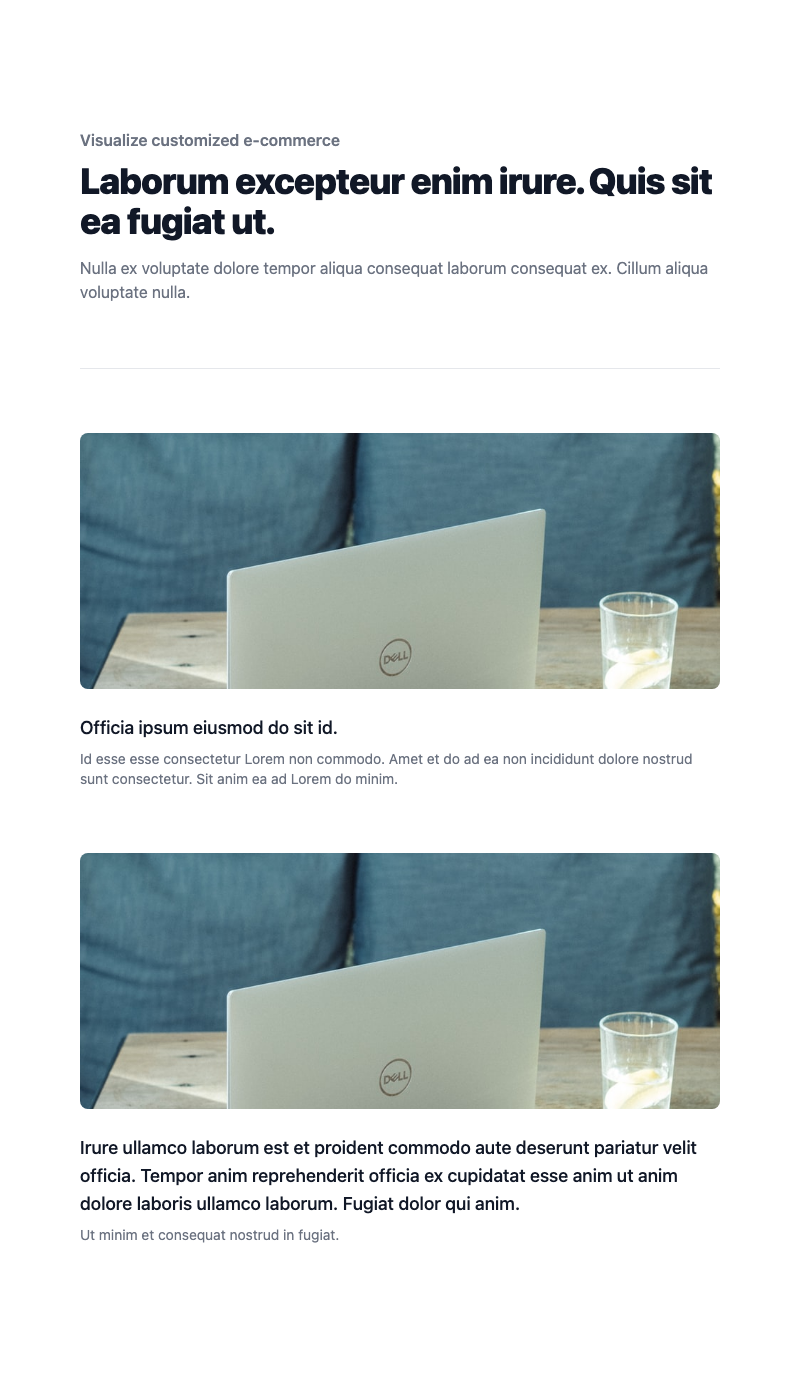 Visualize customized e-commerce
Laborum excepteur enim irure. Quis sit
ea fugiat ut.
Nulla ex voluptate dolore tempor aliqua consequat laborum consequat ex. Cillum aliqua
voluptate nulla.
DELL
Officia ipsum eiusmod do sit id.
Id esse esse consectetur Lorem non commodo. Amet et do ad ea non incididunt dolore nostrud
sunt consectetur. Sit anim ea ad Lorem do minim.
DELL
Irure ullamco laborum est et proident commodo aute deserunt pariatur velit
officia. Tempor anim reprehenderit officia ex cupidatat esse anim ut anim
dolore laboris ullamco laborum. Fugiat dolor qui anim.
Ut minim et consequat nostrud in fugiat.